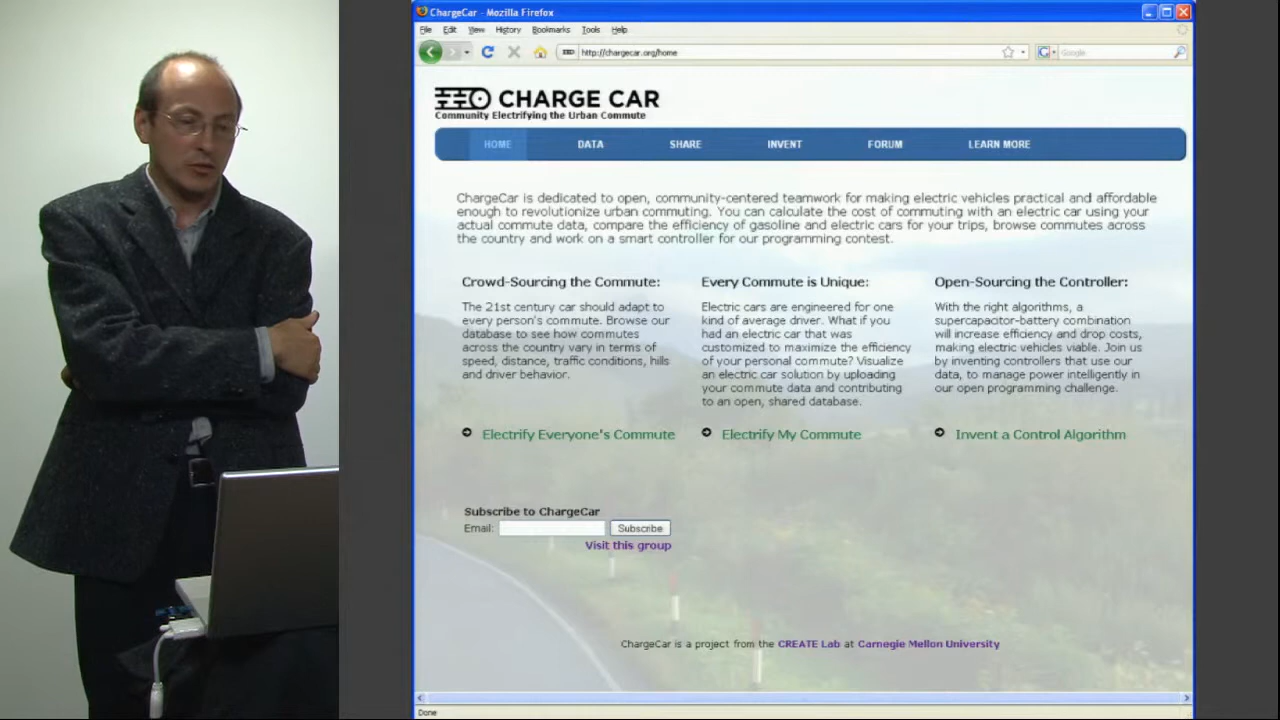 ChargeCar - Mozilla Firefox
File Edit View History Bookmarks Tools Help
http://chargecar.org/home
Google
CHARGE CAR
Community Electrifying the Urban Commute
HOME DATA SHARE INVENT FORUM LEARN MORE
ChargeCar is dedicated to open, community-centered teamwork for making electric vehicles practical and affordable
enough to revolutionize urban commuting. You can calculate the cost of commuting with an electric car using your
actual commute data, compare the efficiency of gasoline and electric cars for your trips, browse commutes across
the country and work on a smart controller for our programming contest.
Crowd-Sourcing the Commute:
The 21st century car should adapt to
every person's commute. Browse our
database to see how commutes
across the country vary in terms of
speed, distance, traffic conditions, hills
and driver behavior.
Electrify Everyone's Commute
Every Commute is Unique:
Electric cars are engineered for one
kind of average driver. What if you
had an electric car that was
customized to maximize the efficiency
of your personal commute? Visualize
an electric car solution by uploading
your commute data and contributing
to an open, shared database.
Electrify My Commute
Open-Sourcing the Controller:
With the right algorithms, a
supercapacitor-battery combination
will increase efficiency and drop costs,
making electric vehicles viable. Join us
by inventing controllers that use our
data, to manage power intelligently in
our open programming challenge.
Invent a Control Algorithm
Subscribe to ChargeCar
Email: Subscribe
Visit this group
ChargeCar is a project from the CREATE Lab at Carnegie Mellon University
Done